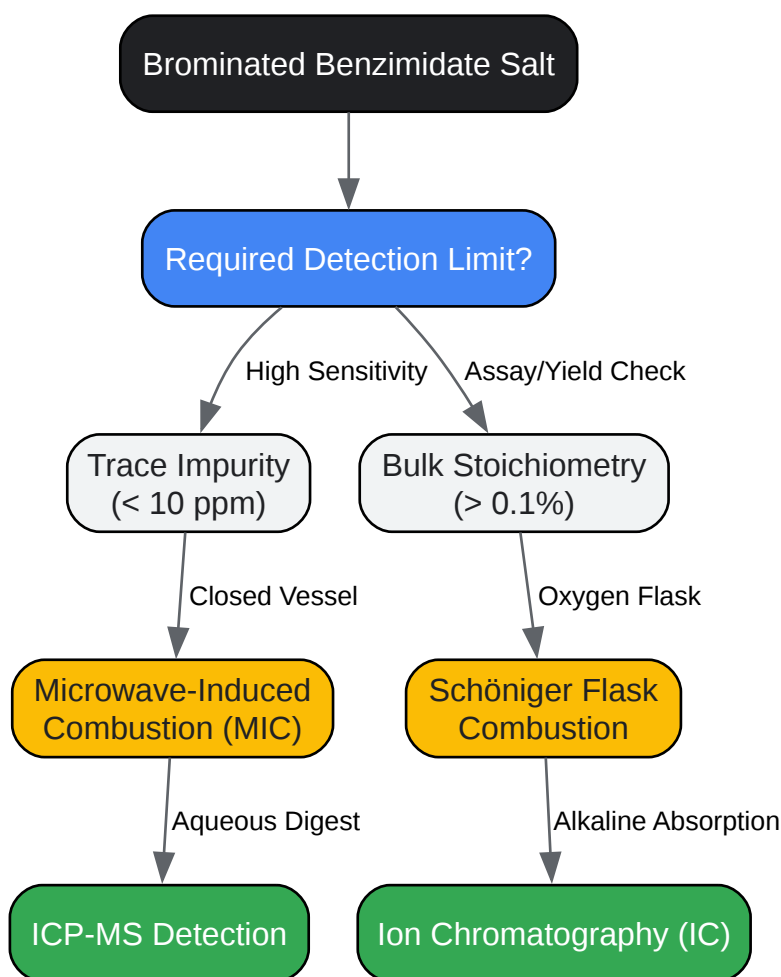 Brominated Benzimidate Salt
Required Detection Limit?
High Sensitivity
Assay/Yield Check
Trace Impurity
(< 10 ppm)
Bulk Stoichiometry
(> 0.1%)
Closed Vessel
Oxygen Flask
Microwave-Induced
Combustion (MIC)
Schöniger Flask
Combustion
Aqueous Digest
Alkaline Absorption
ICP-MS Detection
Ion Chromatography (IC)